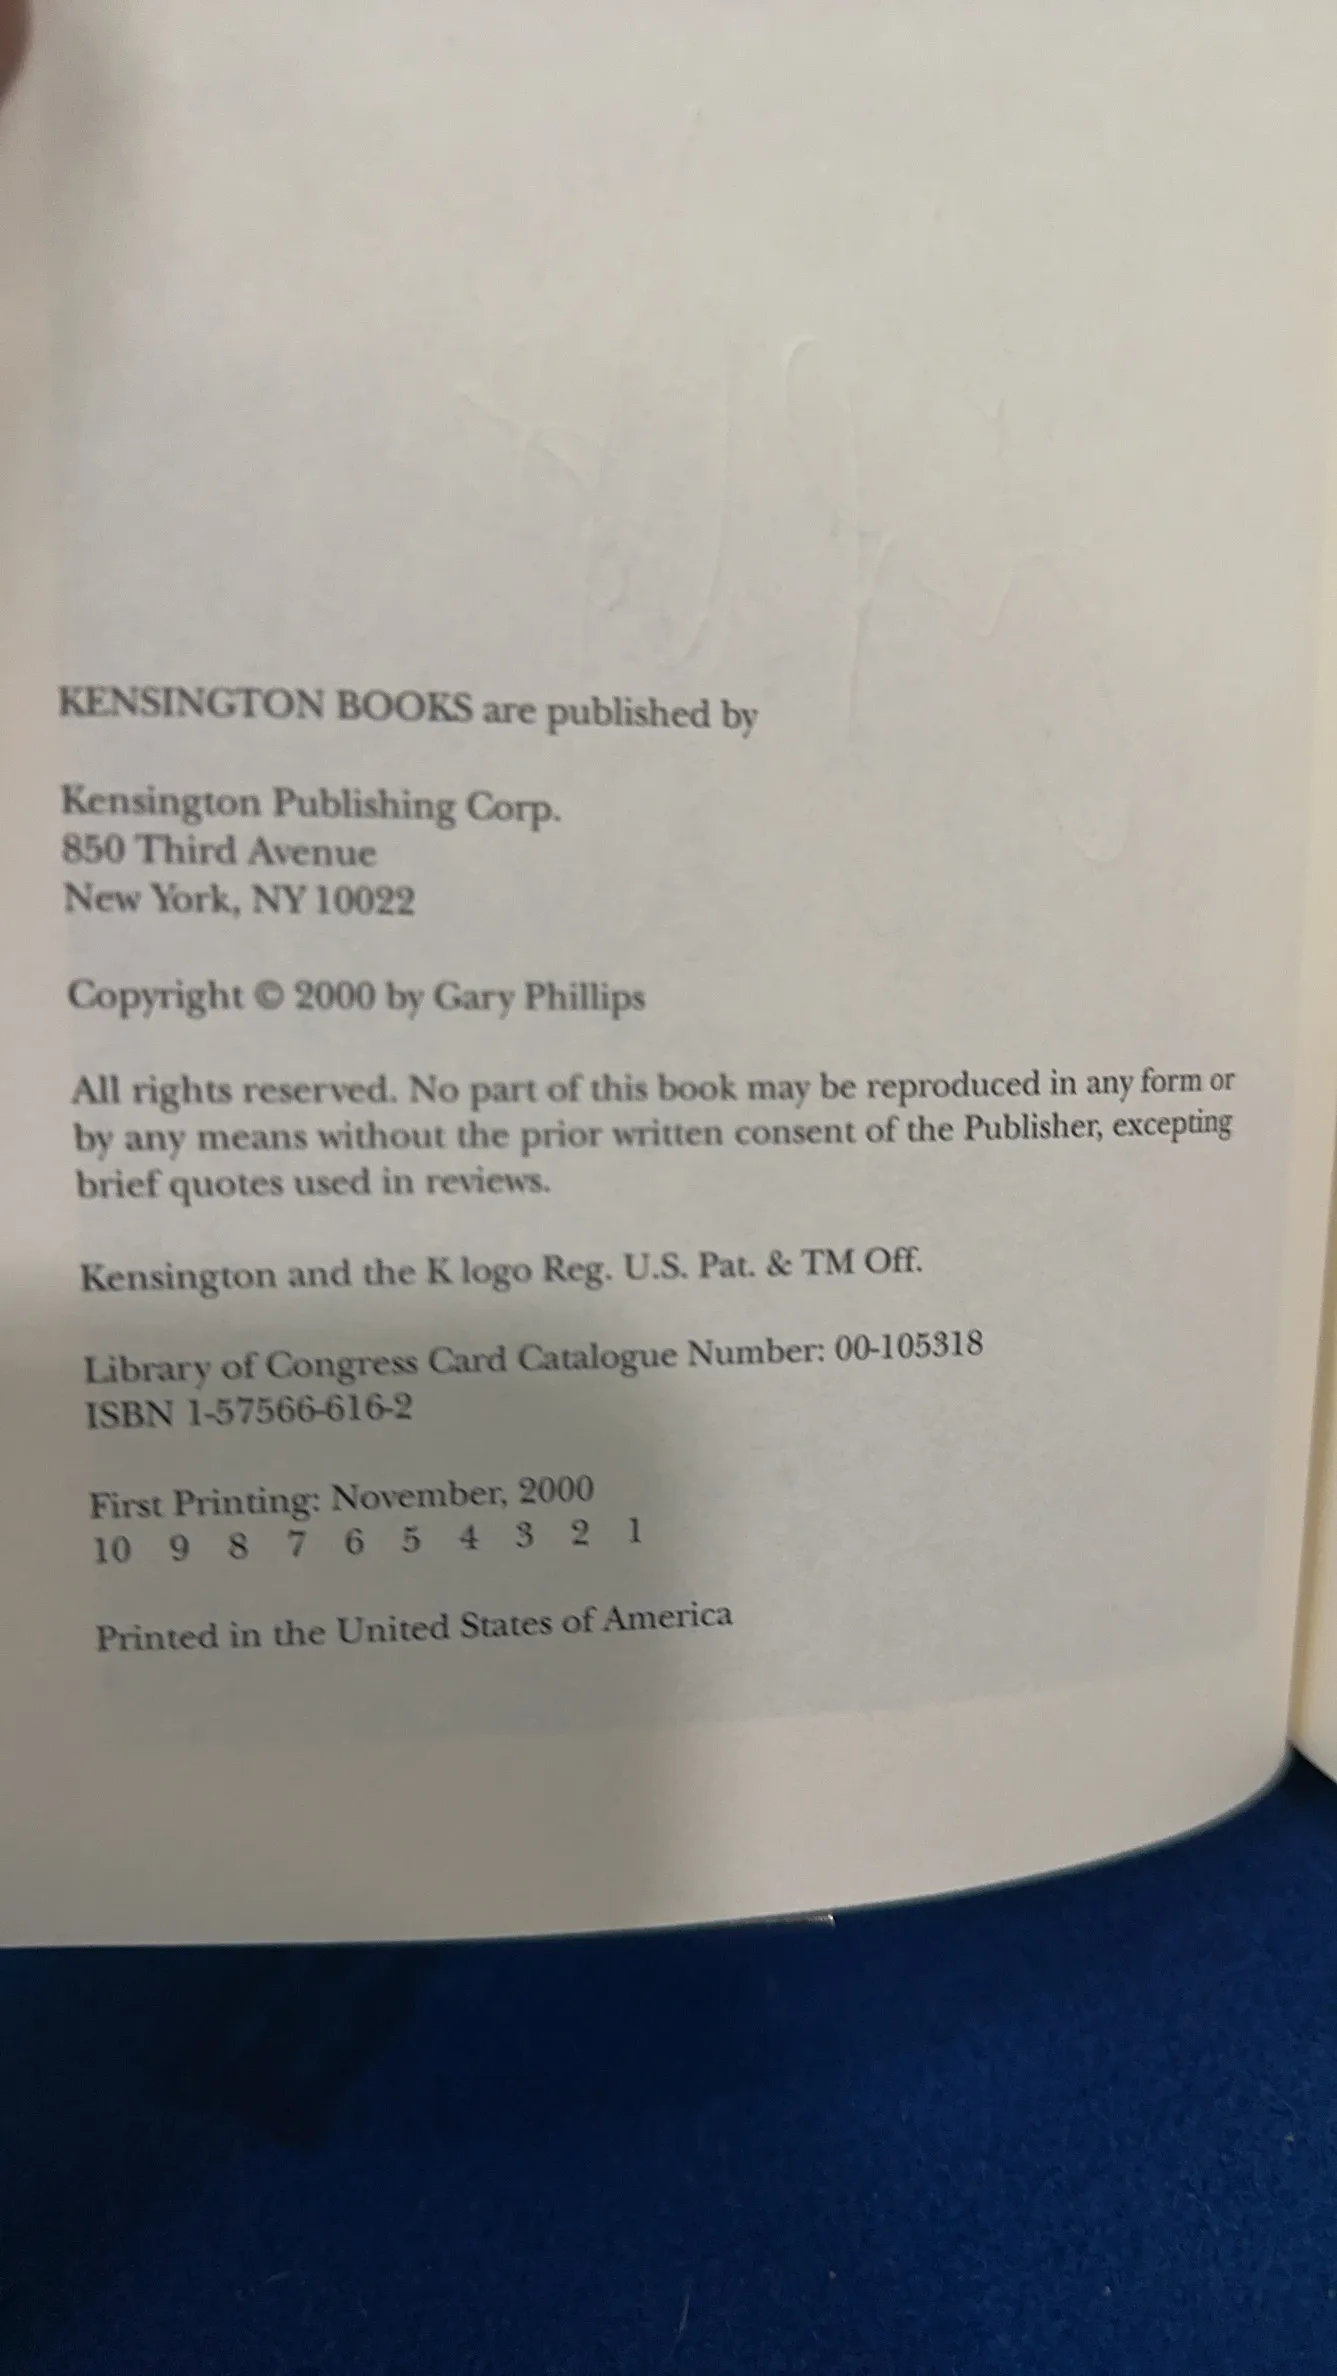 KENSINGTON BOOKS are published by
Kensington Publishing Corp.
850 Third Avenue
New York, NY 10022
Copyright © 2000 by Gary Phillips
All rights reserved. No part of this book may be reproduced in any form or
by any means without the prior written consent of the Publisher, excepting
brief quotes used in reviews.
Kensington and the K logo Reg. U.S. Pat. & TM Off.
Library of Congress Card Catalogue Number: 00-105318
ISBN 1-57566-616-2
First Printing: November, 2000
10 9 8 7 6 5 4 3 2 1
Printed in the United States of America